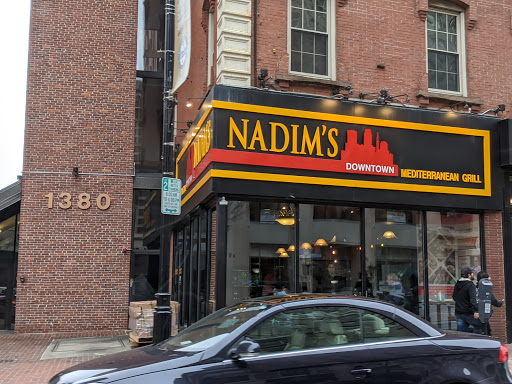 1380
NADIM'S
DOWNTOWN
MEDITERRANEAN GRILL